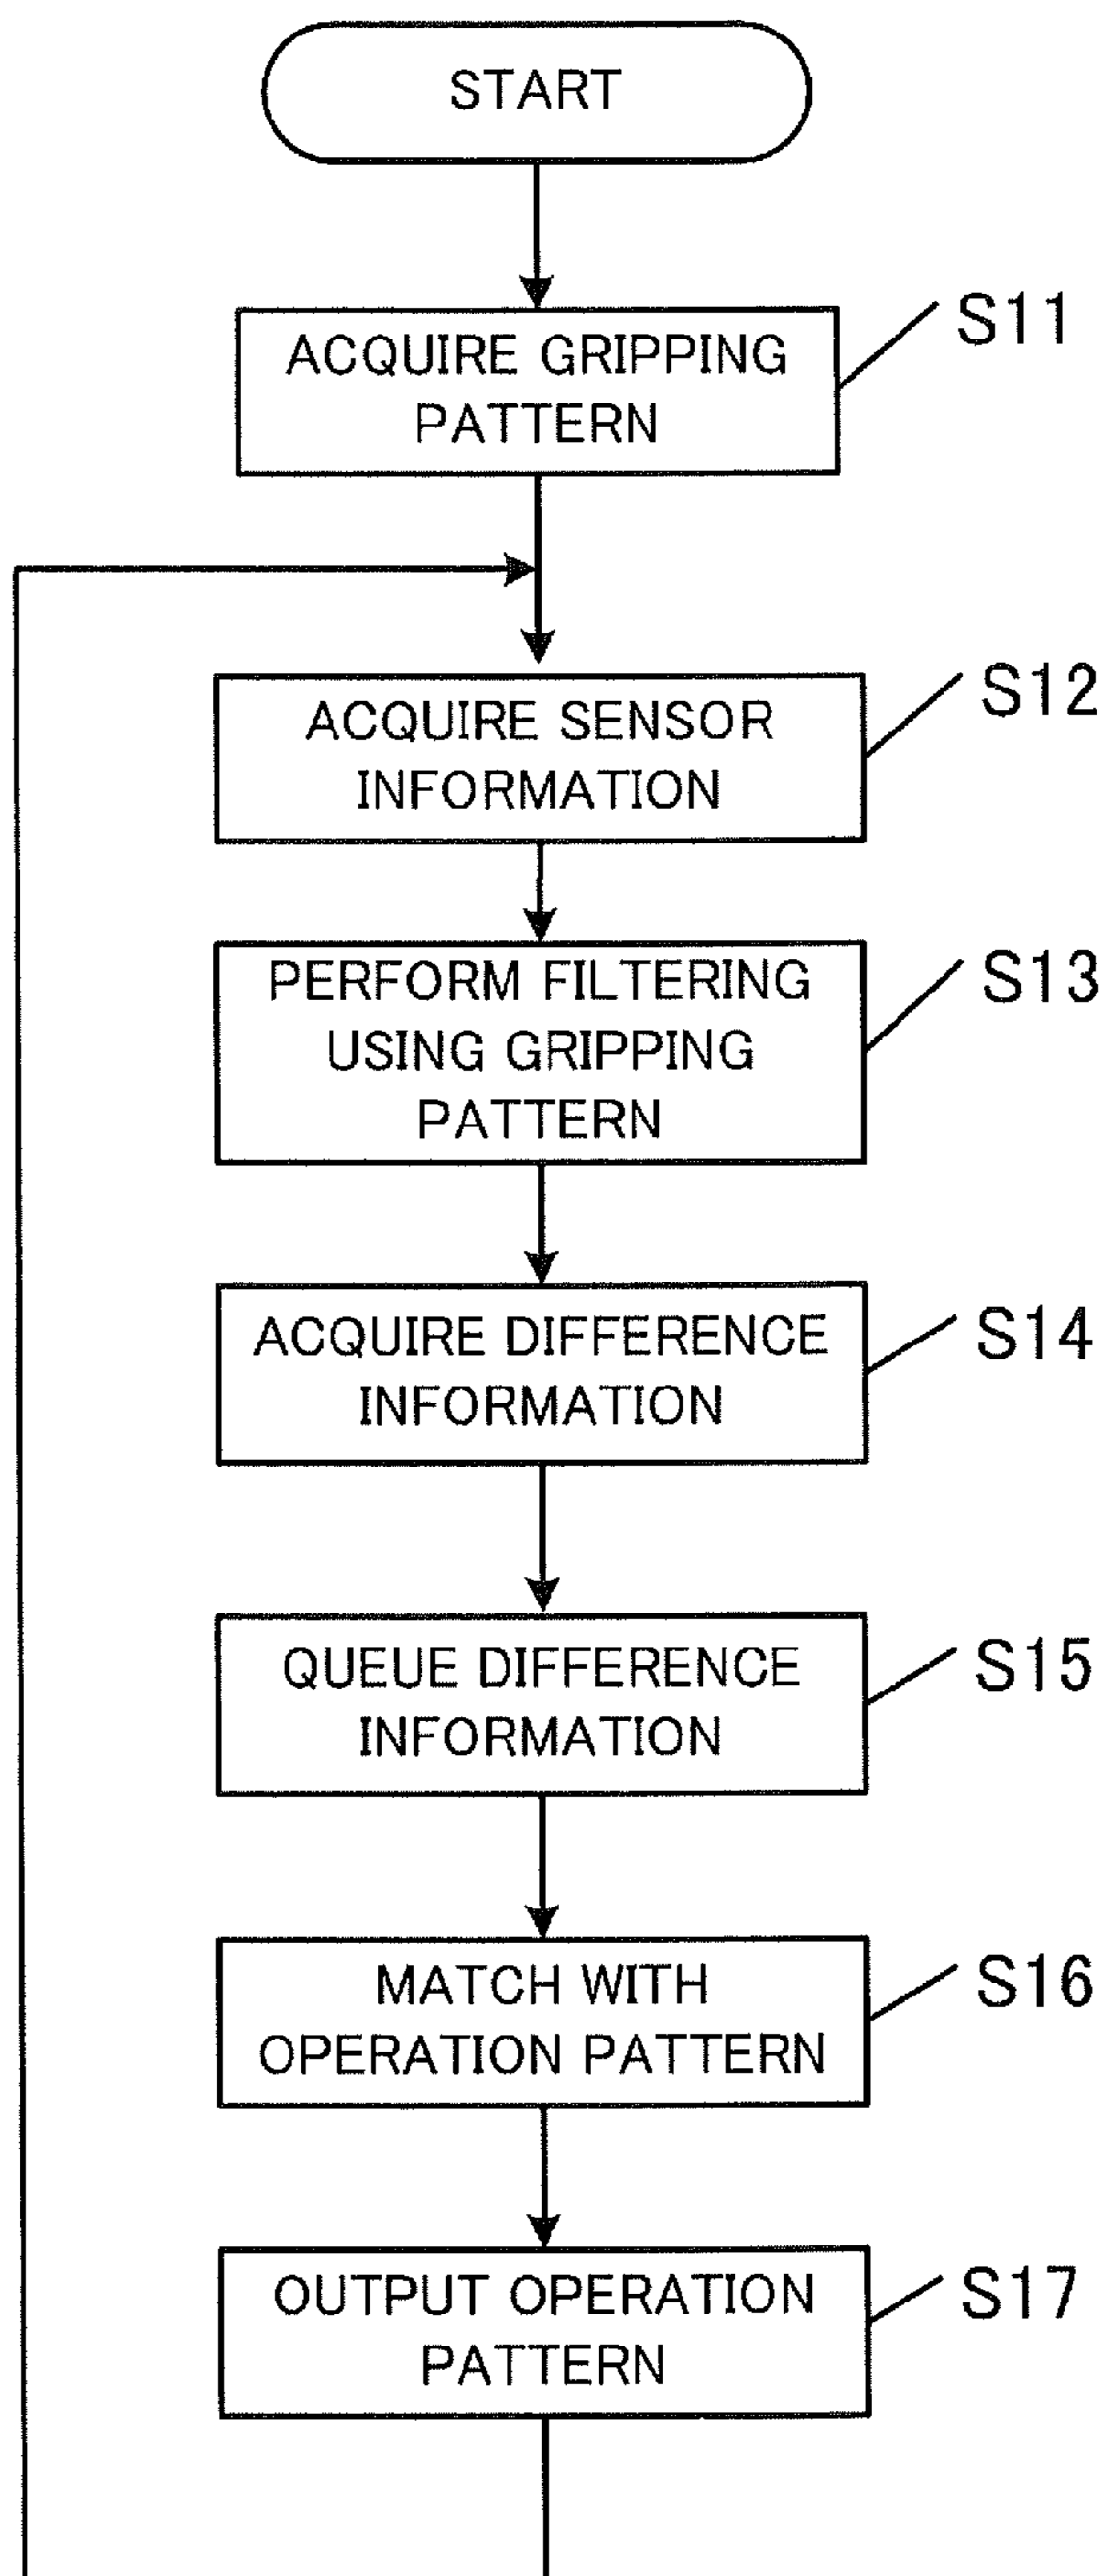 START
ACQUIRE GRIPPING
PATTERN
S11
ACQUIRE SENSOR
INFORMATION
S12
PERFORM FILTERING
USING GRIPPING
PATTERN
S13
ACQUIRE DIFFERENCE
INFORMATION
S14
QUEUE DIFFERENCE
INFORMATION
S15
MATCH WITH
OPERATION PATTERN
S16
OUTPUT OPERATION
PATTERN
S17